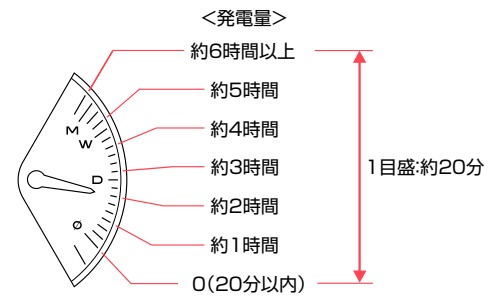 ＜発電量＞
約6時間以上
約5時間
約4時間
約3時間
約2時間
約1時間
0（20分以内）
1目盛:約20分
M
W
D
Ø